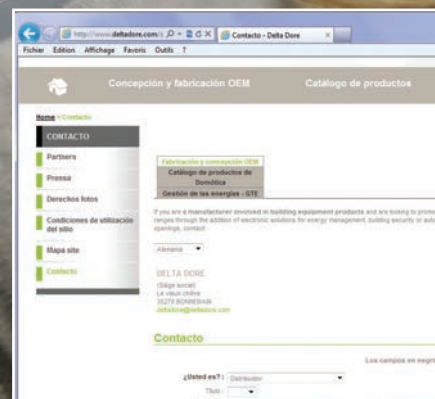 http://www.deltadore.com/c
Contacto - Delta Dore
Fichier Edition Affichage Favoris Outils ?
Concepción y fabricación OEM Catálogo de productos
Home > Contacto
CONTACTO
Partners
Prensa
Derechos fotos
Condiciones de utilización
del sitio
Mapa site
Contacto
Fabricación y concepción OEM
Catálogo de productos de
Domótica
Gestión de las energías - GTE
If you are a manufacturer involved in building equipment products and are looking to prome
ranges through the addition of electronic solutions for energy management, building security or auto
openings, contact:
Alemania
DELTA DORE
(Siège social)
Le vieux chêne
35270 BONNEMAIN
deltadore@deltadore.com
Contacto
Los campos en negrit
¿Usted es? : Distribuidor
Título :